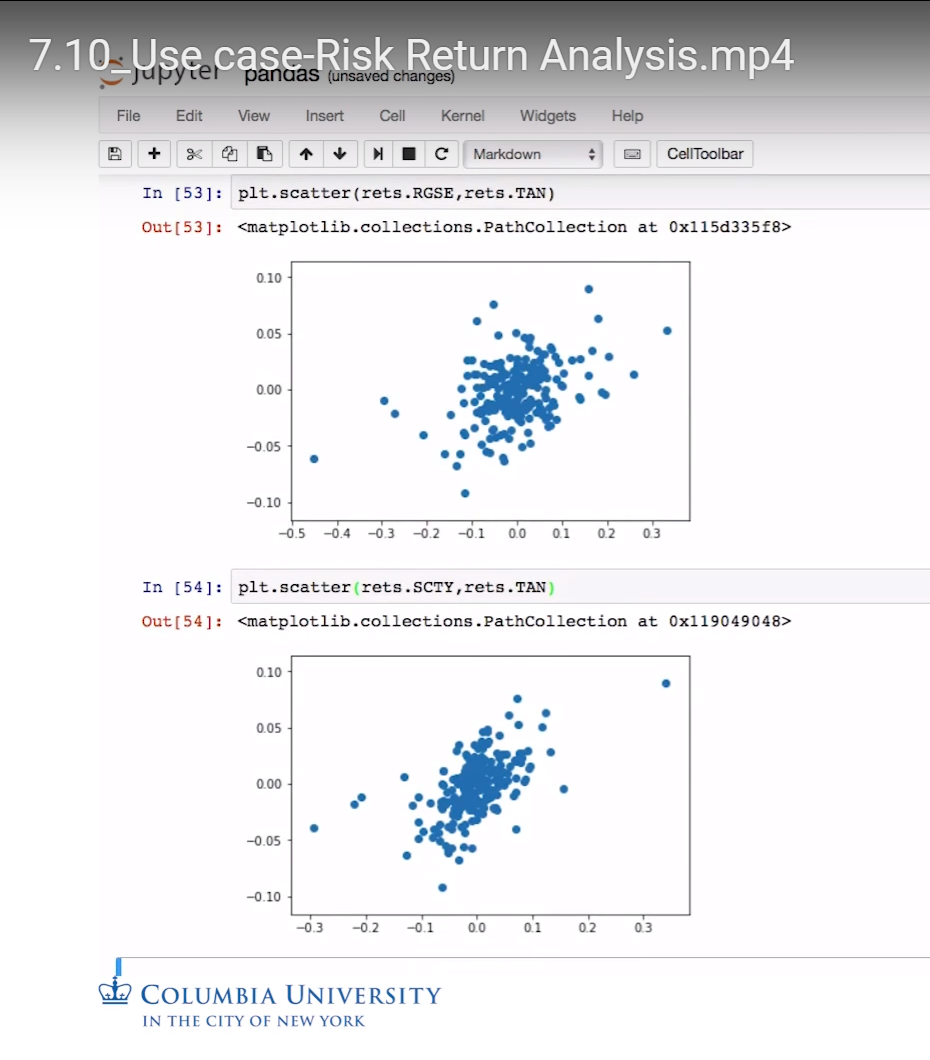 7.10_Use case-Risk Return Analysis.mp4
jupyter pandas (unsaved changes)
File Edit View Insert Cell Kernel Widgets Help
Markdown CellToolbar
In [53]: plt.scatter(rets.RGSE,rets.TAN)
Out[53]: <matplotlib.collections.PathCollection at 0x115d335f8>
0.10
0.05
0.00
−0.05
−0.10
−0.5 −0.4 −0.3 −0.2 −0.1 0.0 0.1 0.2 0.3
In [54]: plt.scatter(rets.SCTY,rets.TAN)
Out[54]: <matplotlib.collections.PathCollection at 0x119049048>
0.10
0.05
0.00
−0.05
−0.10
−0.3 −0.2 −0.1 0.0 0.1 0.2 0.3
COLUMBIA UNIVERSITY
IN THE CITY OF NEW YORK